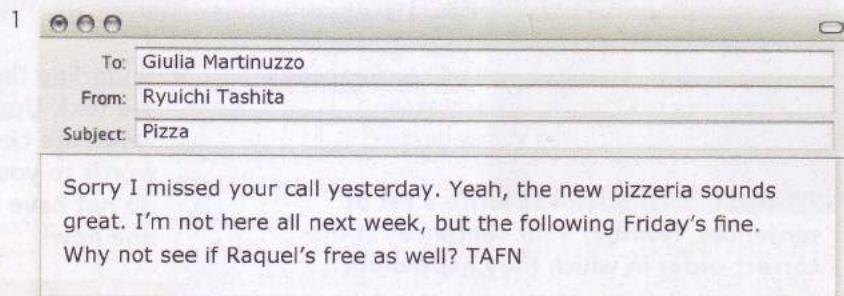 1
To: Giulia Martinuzzo
From: Ryuichi Tashita
Subject: Pizza
Sorry I missed your call yesterday. Yeah, the new pizzeria sounds
great. I'm not here all next week, but the following Friday's fine.
Why not see if Raquel's free as well? TAFN